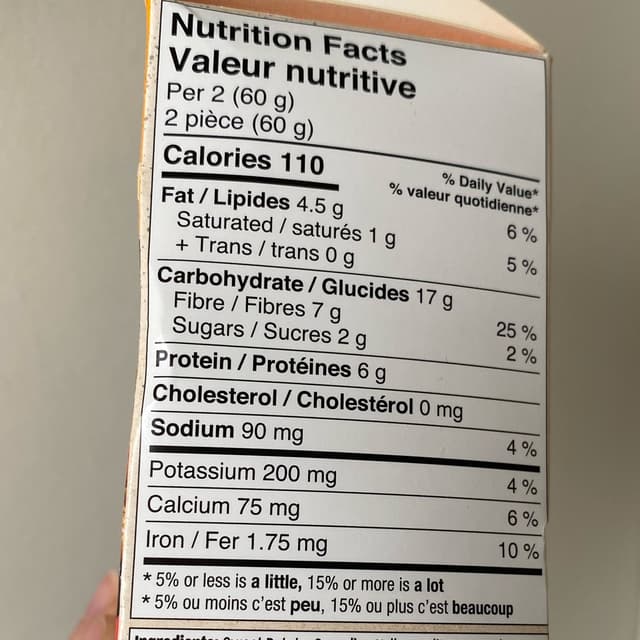 Nutrition Facts
Valeur nutritive
Per 2 (60 g)
2 pièce (60 g)
Calories 110
% Daily Value*
% valeur quotidienne*
Fat / Lipides 4.5 g 6 %
Saturated / saturés 1 g
+ Trans / trans 0 g 5 %
Carbohydrate / Glucides 17 g
Fibre / Fibres 7 g 25 %
Sugars / Sucres 2 g 2 %
Protein / Protéines 6 g
Cholesterol / Cholestérol 0 mg
Sodium 90 mg 4 %
Potassium 200 mg 4 %
Calcium 75 mg 6 %
Iron / Fer 1.75 mg 10 %
* 5% or less is a little, 15% or more is a lot
* 5% ou moins c'est peu, 15% ou plus c'est beaucoup